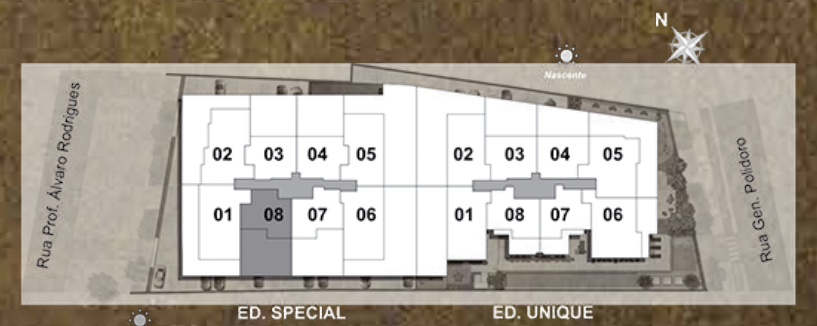 N
Nascente
Rua Prof. Álvaro Rodrigues
02 03 04 05 02 03 04 05
01 08 07 06 01 08 07 06
Rua Gen. Polidoro
ED. SPECIAL ED. UNIQUE